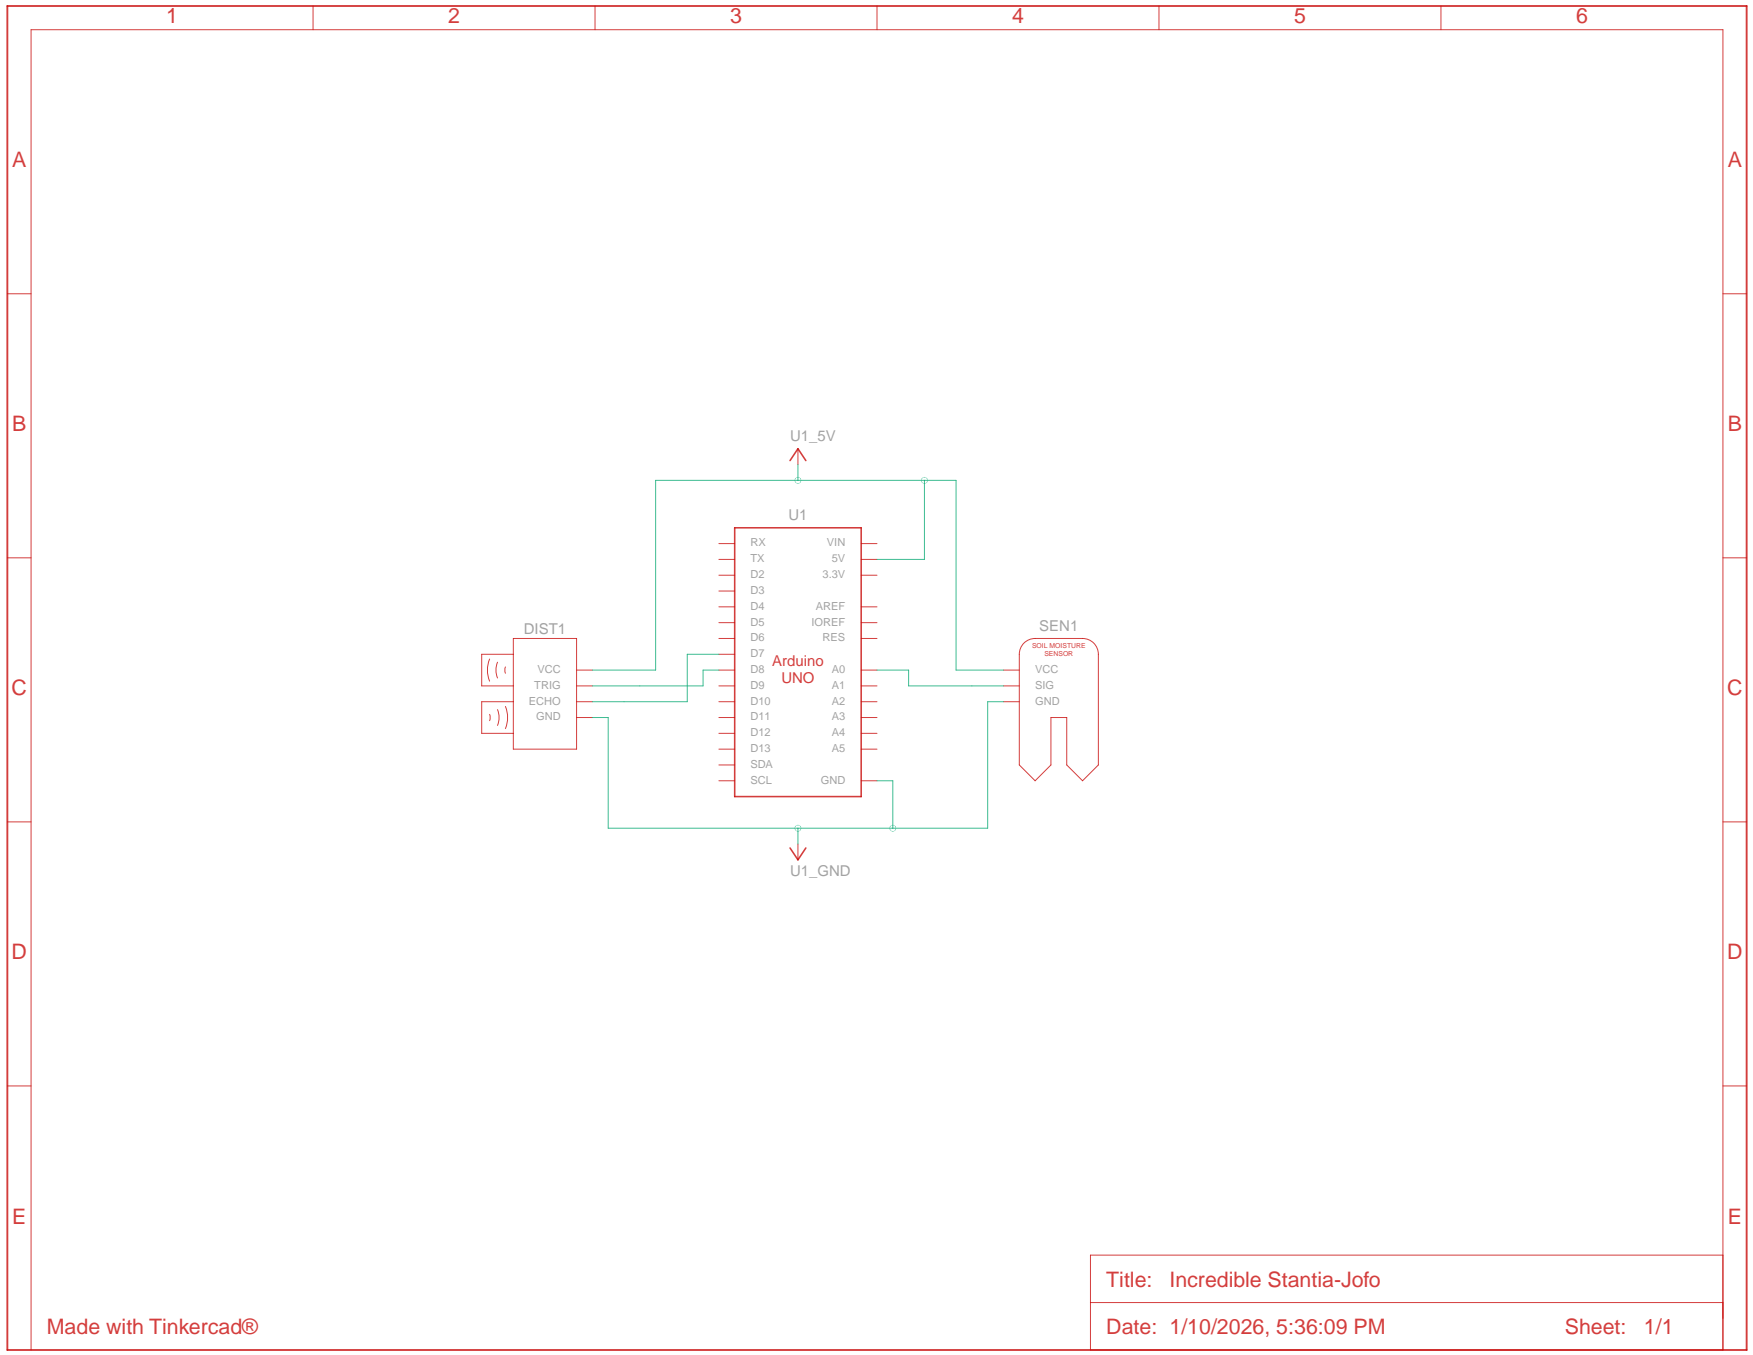 1 2 3 4 5 6
A A
B B
U1_5V
U1
RX VIN
TX 5V
D2 3.3V
D3
D4 AREF
D5 IOREF
D6 RES
D7
D8 A0
D9 A1
D10 A2
D11 A3
D12 A4
D13 A5
SDA
SCL GND
Arduino
UNO
DIST1
VCC
TRIG
ECHO
GND
SEN1
SOIL MOISTURE
SENSOR
VCC
SIG
GND
C C
U1_GND
D D
E E
Title: Incredible Stantia-Jofo
Made with Tinkercad®
Date: 1/10/2026, 5:36:09 PM Sheet: 1/1